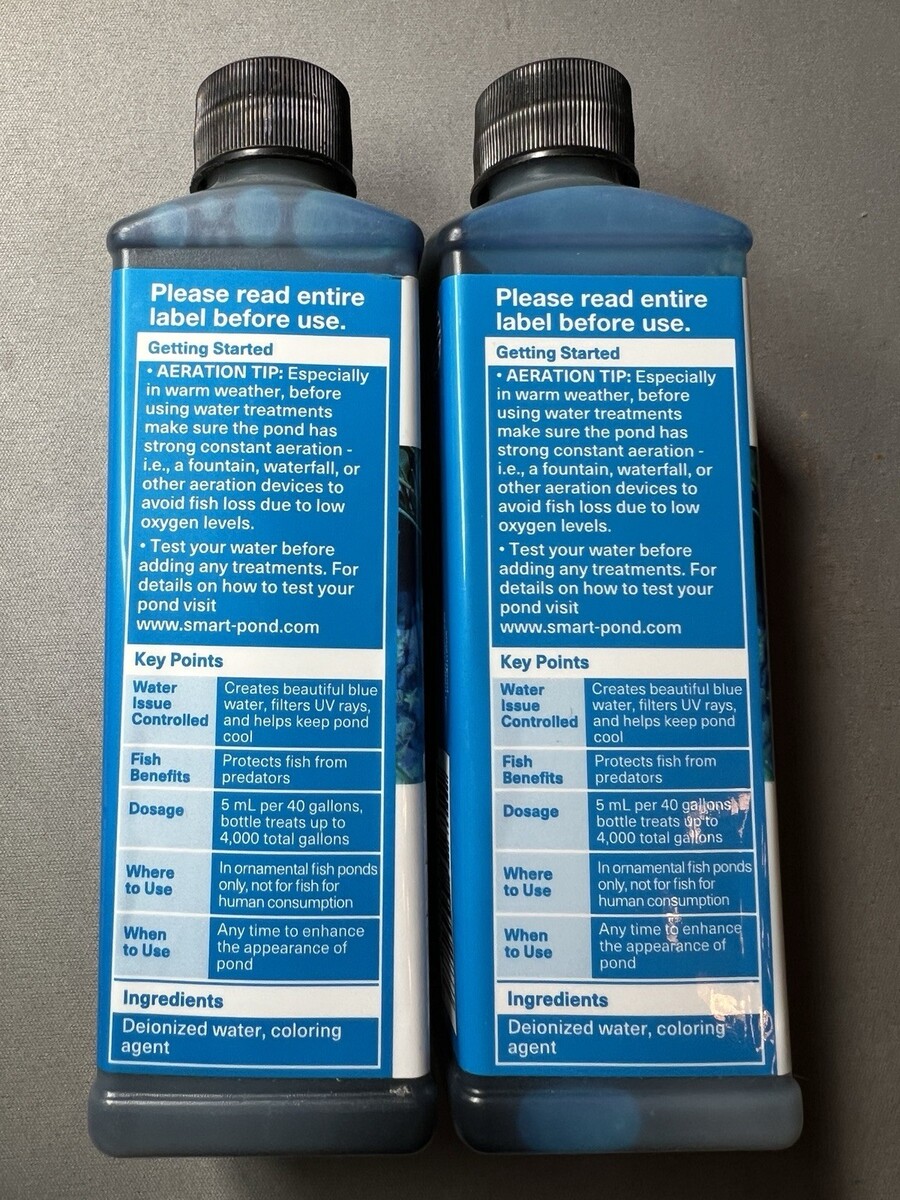 Please read entire
label before use.
Getting Started
• AERATION TIP: Especially
in warm weather, before
using water treatments
make sure the pond has
strong constant aeration -
i.e., a fountain, waterfall, or
other aeration devices to
avoid fish loss due to low
oxygen levels.
• Test your water before
adding any treatments. For
details on how to test your
pond visit
www.smart-pond.com
Key Points
Water
Issue
Controlled
Creates beautiful blue
water, filters UV rays,
and helps keep pond
cool
Fish
Benefits
Protects fish from
predators
Dosage
5 mL per 40 gallons,
bottle treats up to
4,000 total gallons
Where
to Use
In ornamental fish ponds
only, not for fish for
human consumption
When
to Use
Any time to enhance
the appearance of
pond
Ingredients
Deionized water, coloring
agent
Please read entire
label before use.
Getting Started
• AERATION TIP: Especially
in warm weather, before
using water treatments
make sure the pond has
strong constant aeration -
i.e., a fountain, waterfall, or
other aeration devices to
avoid fish loss due to low
oxygen levels.
• Test your water before
adding any treatments. For
details on how to test your
pond visit
www.smart-pond.com
Key Points
Water
Issue
Controlled
Creates beautiful blue
water, filters UV rays,
and helps keep pond
cool
Fish
Benefits
Protects fish from
predators
Dosage
5 mL per 40 gallons,
bottle treats up to
4,000 total gallons
Where
to Use
In ornamental fish ponds
only, not for fish for
human consumption
When
to Use
Any time to enhance
the appearance of
pond
Ingredients
Deionized water, coloring
agent